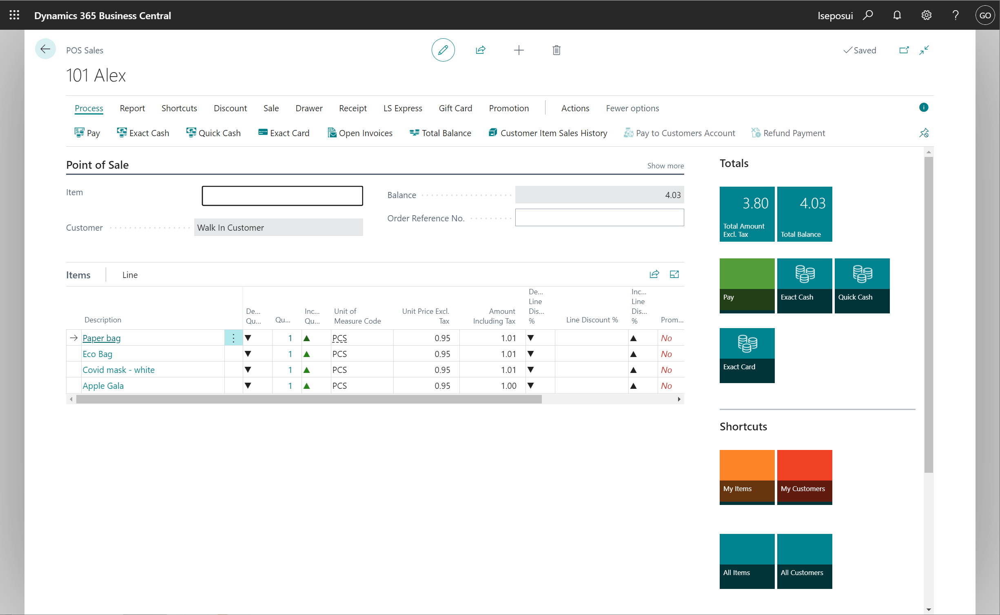 Dynamics 365 Business Central
lseposui
GO
POS Sales
Saved
101 Alex
Process Report Shortcuts Discount Sale Drawer Receipt LS Express Gift Card Promotion Actions Fewer options
Pay Exact Cash Quick Cash Exact Card Open Invoices Total Balance Customer Item Sales History Pay to Customers Account Refund Payment
Point of Sale
Show more
Item
Balance 4.03
Order Reference No.
Customer Walk In Customer
Items Line
Description
De...
Qu...
Qu...
Inc...
Qu...
Unit of
Measure Code
Unit Price Excl.
Tax
Amount
Including Tax
De...
Line
Dis...
%
Line Discount %
Inc...
Line
Dis...
%
Prom...
Paper bag 1 PCS 0.95 1.01 No
Eco Bag 1 PCS 0.95 1.01 No
Covid mask - white 1 PCS 0.95 1.01 No
Apple Gala 1 PCS 0.95 1.00 No
Totals
3.80
Total Amount
Excl. Tax
4.03
Total Balance
Pay
Exact Cash
Quick Cash
Exact Card
Shortcuts
My Items
My Customers
All Items
All Customers